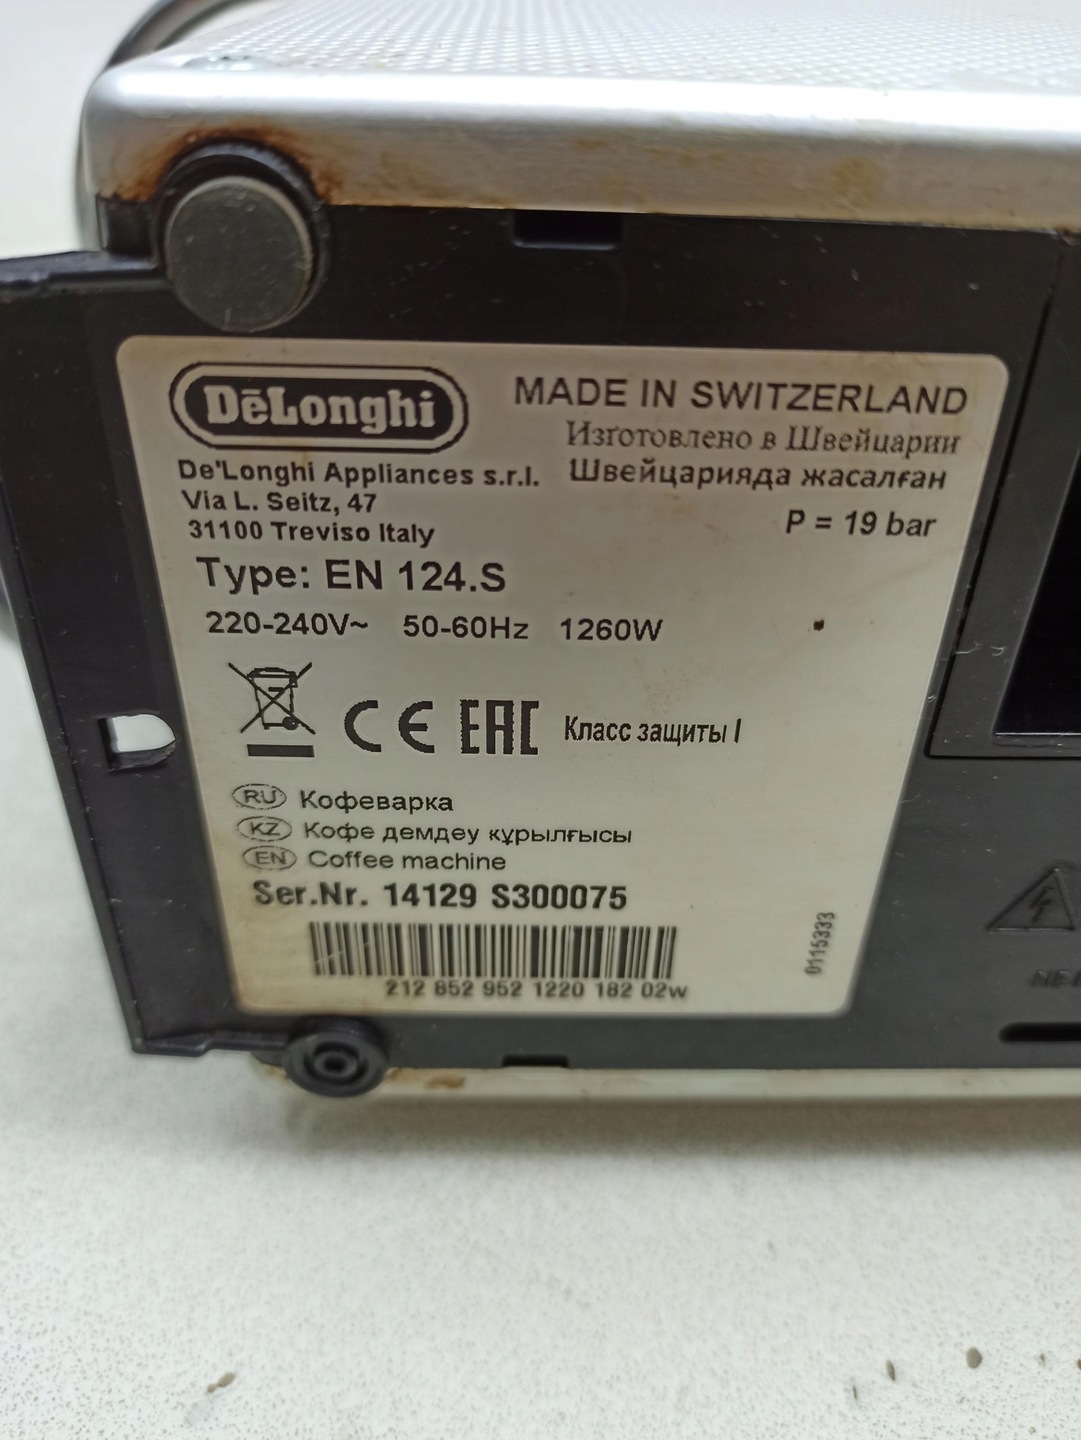 DēLonghi
MADE IN SWITZERLAND
Изготовлено в Швейцарии
Швейцарияда жасалған
De'Longhi Appliances s.r.l.
Via L. Seitz, 47
31100 Treviso Italy
P = 19 bar
Type: EN 124.S
220-240V~ 50-60Hz 1260W
CE EAC Класс защиты I
RU Кофеварка
KZ Кофе демдеу құрылғысы
EN Coffee machine
Ser.Nr. 14129 S300075
212 852 952 1220 182 02w
0115333